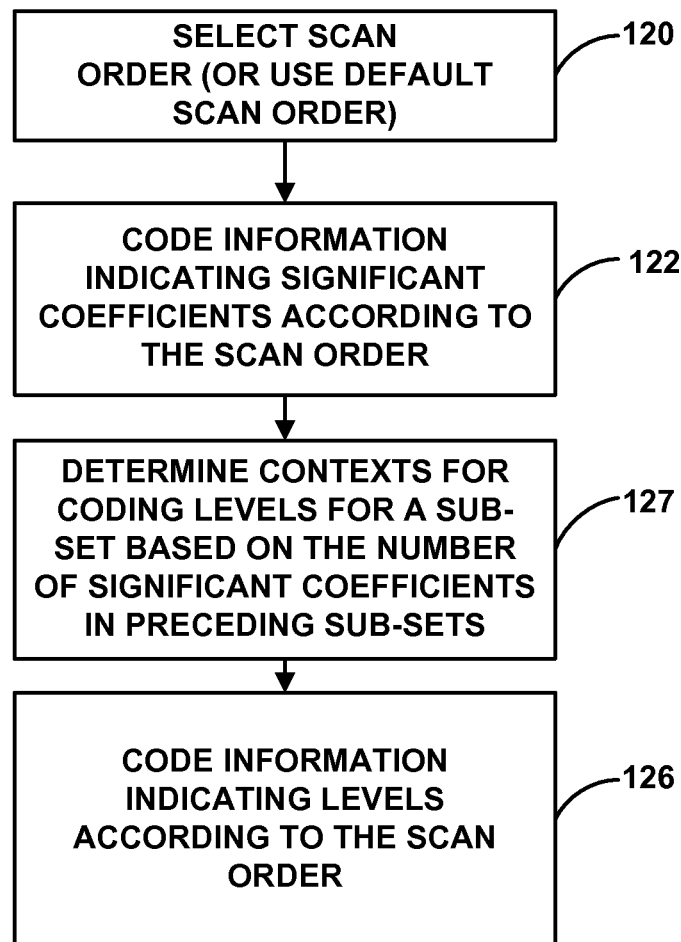 SELECT SCAN
ORDER (OR USE DEFAULT
SCAN ORDER)
120
CODE INFORMATION
INDICATING SIGNIFICANT
COEFFICIENTS ACCORDING TO
THE SCAN ORDER
122
DETERMINE CONTEXTS FOR
CODING LEVELS FOR A SUB-
SET BASED ON THE NUMBER
OF SIGNIFICANT COEFFICIENTS
IN PRECEDING SUB-SETS
127
CODE INFORMATION
INDICATING LEVELS
ACCORDING TO THE SCAN
ORDER
126